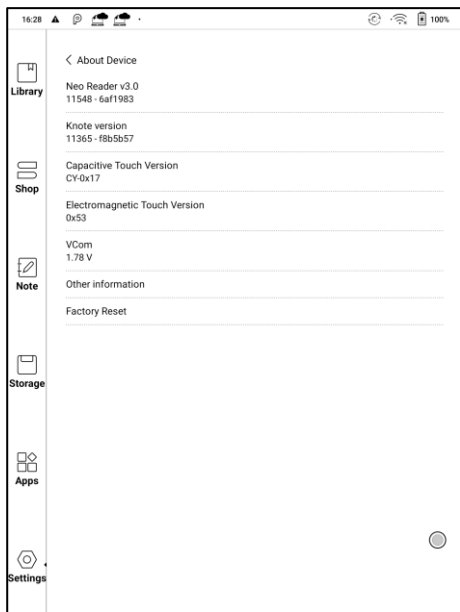 16:28
100%
About Device
Neo Reader v3.0
11548 - 6af1983
Knote version
11365 - f8b5b57
Capacitive Touch Version
CY-0x17
Electromagnetic Touch Version
0x53
VCom
1.78 V
Other information
Factory Reset
Library
Shop
Note
Storage
Apps
Settings